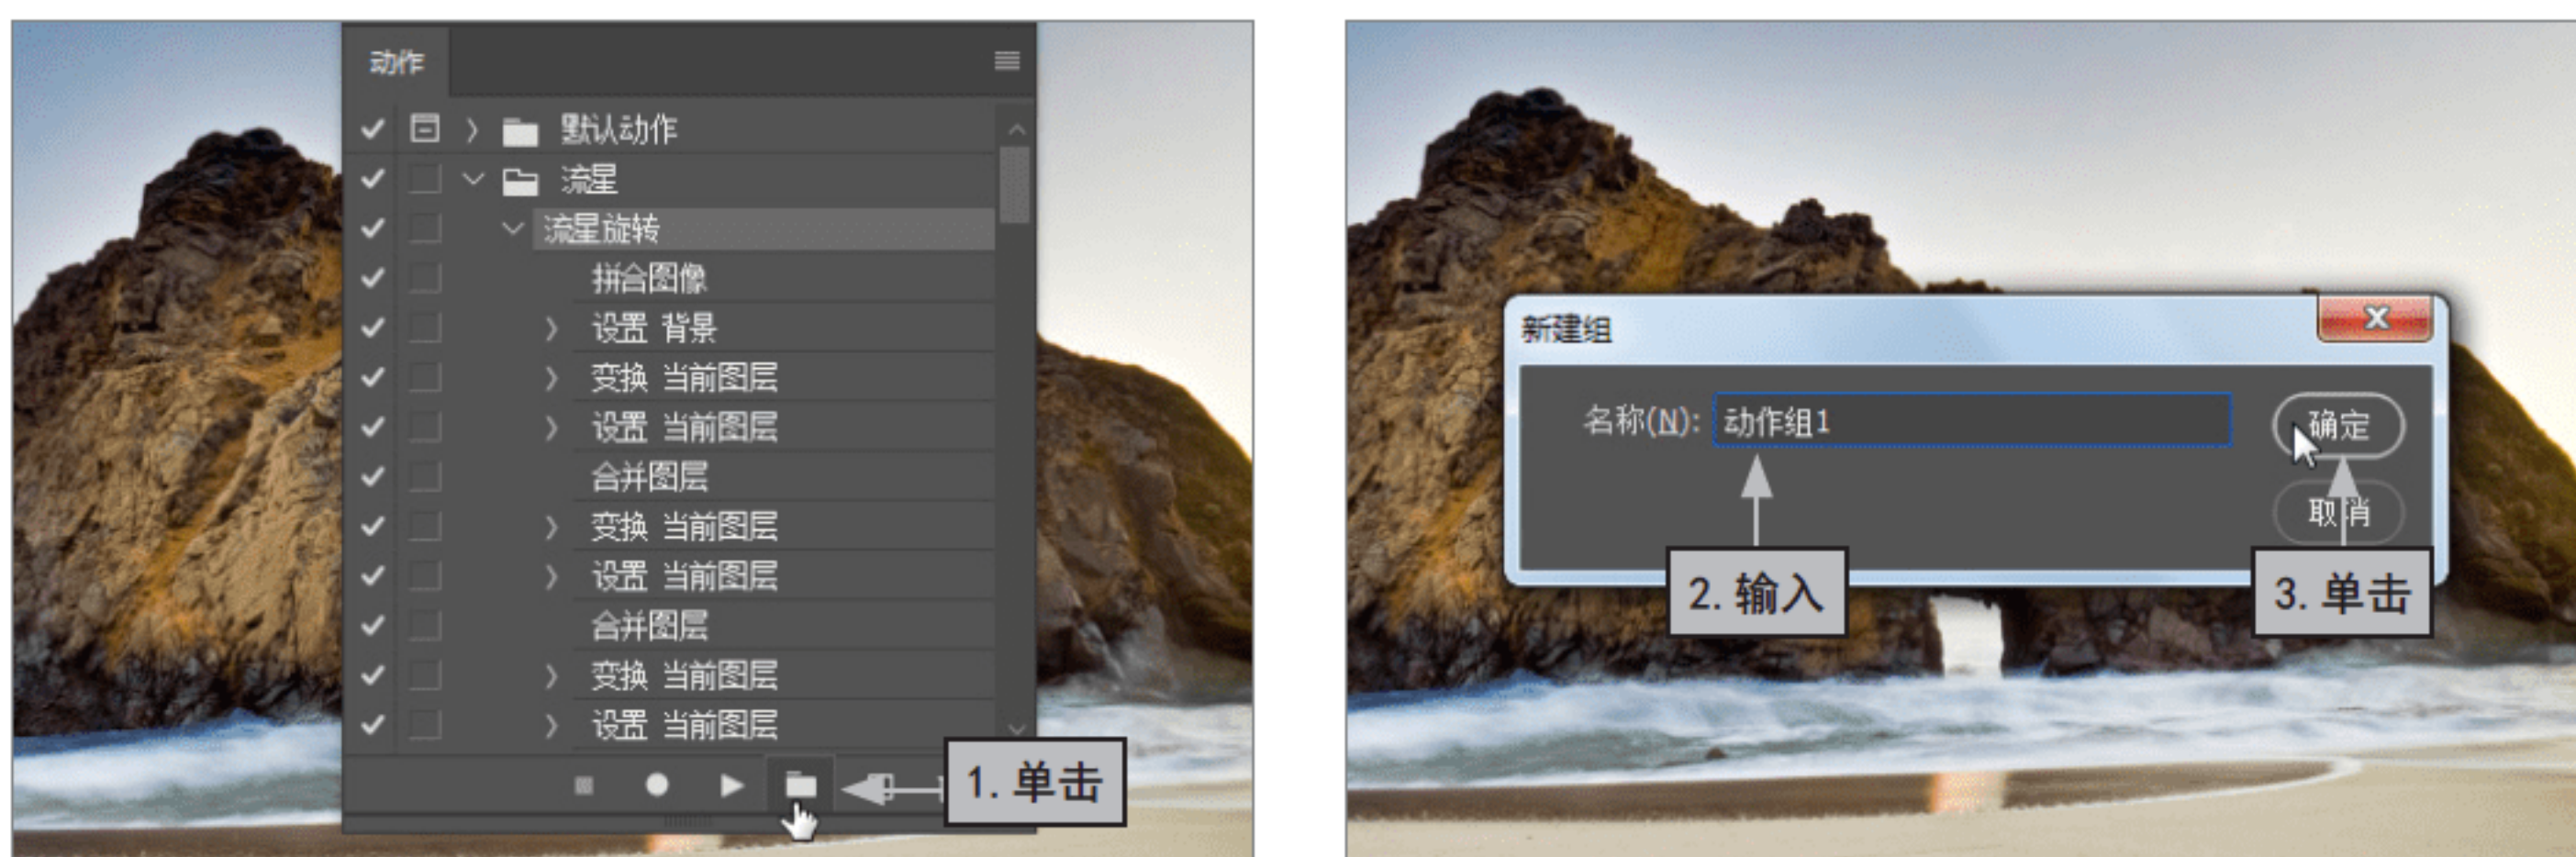 动作
默认动作
流星
流星旋转
拼合图像
设置 背景
变换 当前图层
设置 当前图层
合并图层
变换 当前图层
设置 当前图层
合并图层
变换 当前图层
设置 当前图层
1. 单击
新建组
名称(N): 动作组1
确定
取消
2. 输入
3. 单击